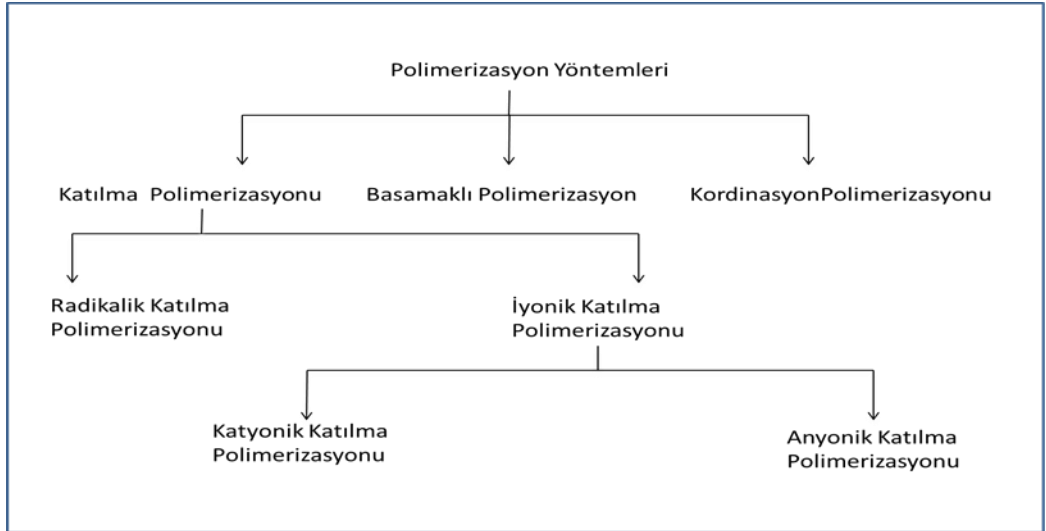 Polimerizasyon Yöntemleri
Katılma Polimerizasyonu
Basamaklı Polimerizasyon
KordinasyonPolimerizasyonu
Radikalik Katılma
Polimerizasyonu
İyonik Katılma
Polimerizasyonu
Katyonik Katılma
Polimerizasyonu
Anyonik Katılma
Polimerizasyonu